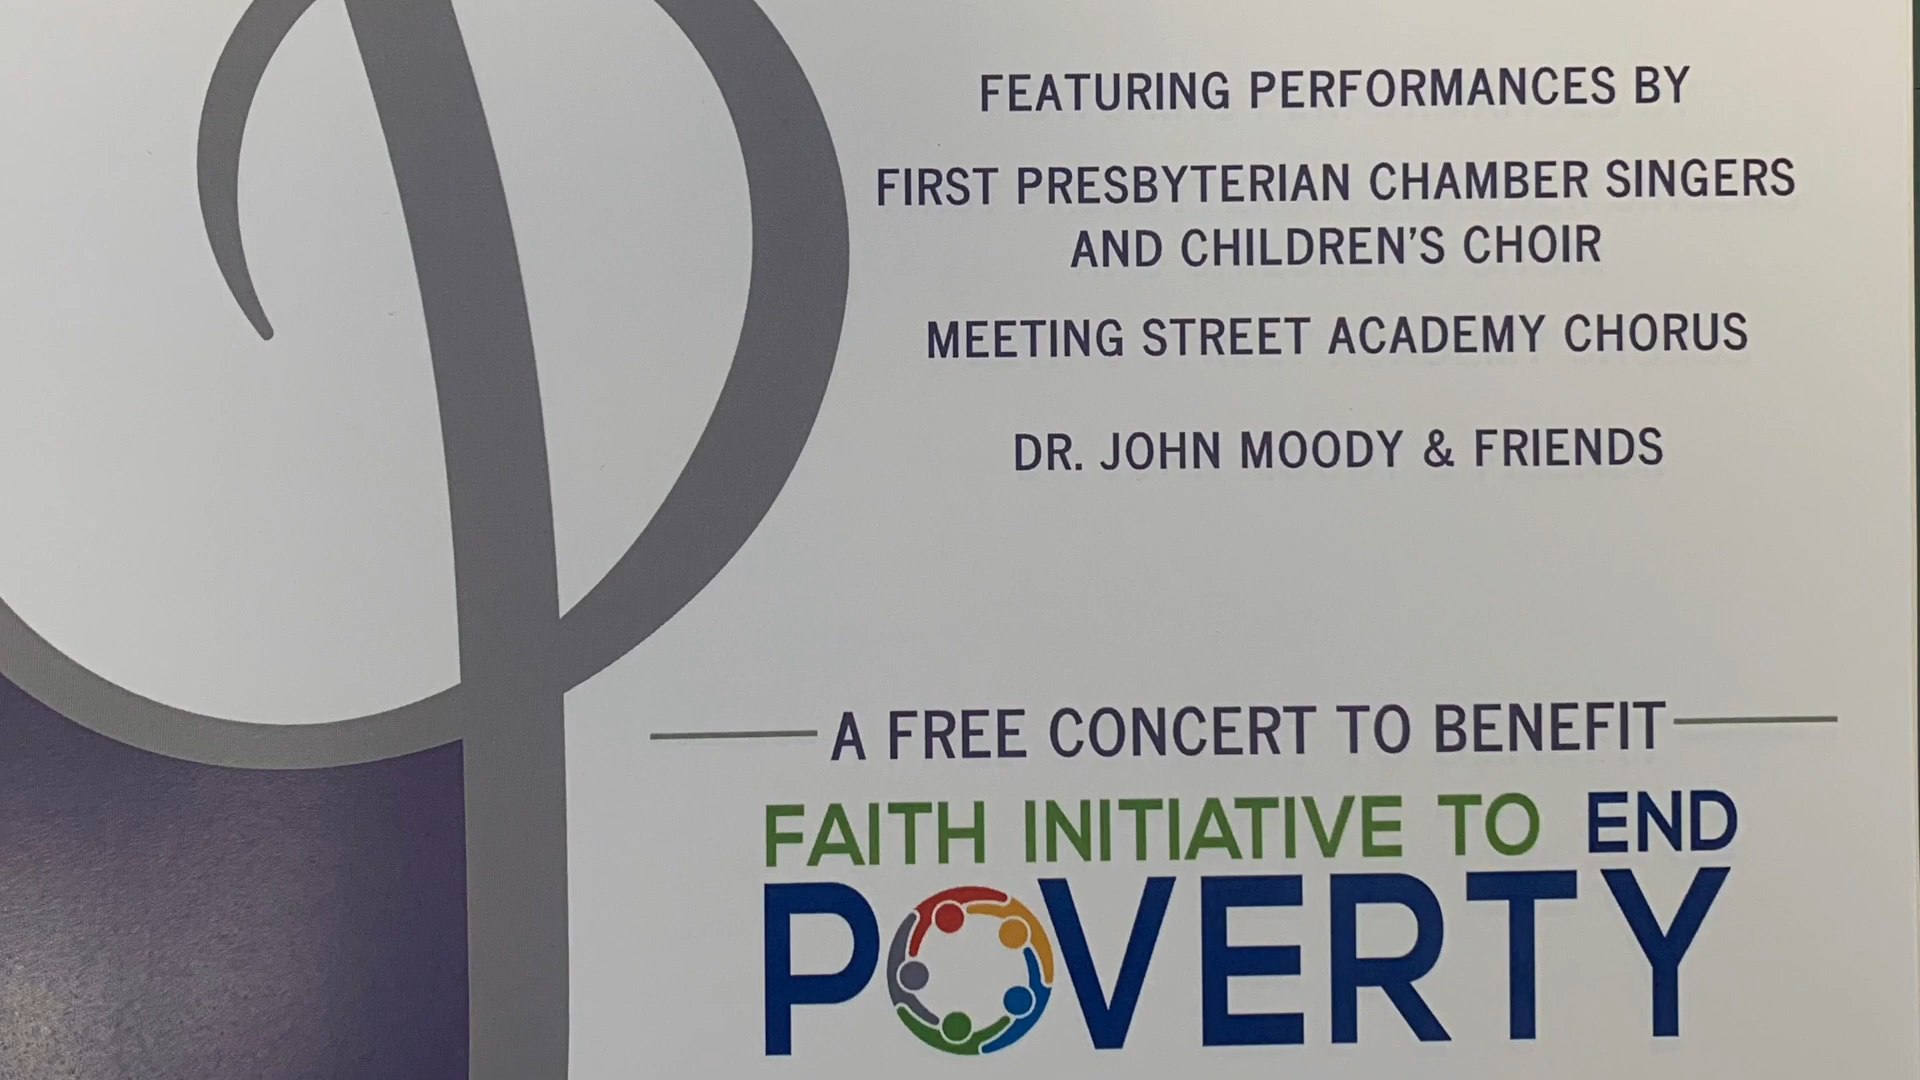 FEATURING PERFORMANCES BY
FIRST PRESBYTERIAN CHAMBER SINGERS
AND CHILDREN'S CHOIR
MEETING STREET ACADEMY CHORUS
DR. JOHN MOODY & FRIENDS
A FREE CONCERT TO BENEFIT
FAITH INITIATIVE TO END
POVERTY